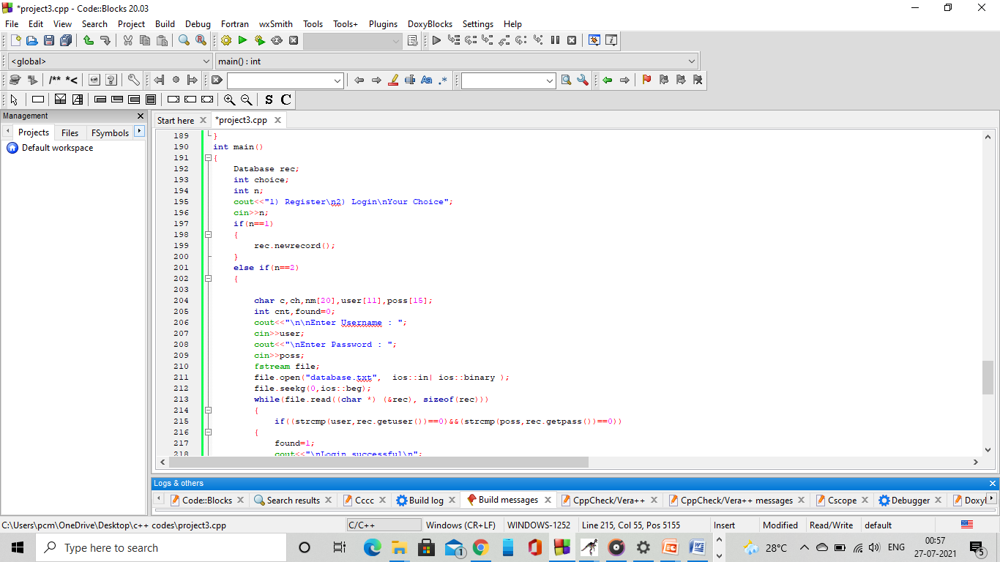 *project3.cpp - Code::Blocks 20.03
File Edit View Search Project Build Debug Fortran wxSmith Tools Tools+ Plugins DoxyBlocks Settings Help
<global> main() : int
/** *< Aa .*
S C
Management
Start here *project3.cpp
Projects Files FSymbols
Default workspace
189 }
190 int main()
191 {
192 Database rec;
193 int choice;
194 int n;
195 cout<<"1) Register\n2) Login\nYour Choice";
196 cin>>n;
197 if(n==1)
198 {
199 rec.newrecord();
200 }
201 else if(n==2)
202 {
203
204 char c,ch,nm[20],user[11],poss[15];
205 int cnt,found=0;
206 cout<<"\n\nEnter Username : ";
207 cin>>user;
208 cout<<"\nEnter Password : ";
209 cin>>poss;
210 fstream file;
211 file.open("database.txt",  ios::in| ios::binary );
212 file.seekg(0,ios::beg);
213 while(file.read((char *) (&rec), sizeof(rec)))
214 {
215 if((strcmp(user,rec.getuser())==0)&&(strcmp(poss,rec.getpass())==0))
216 {
217 found=1;
218 cout<<"\nLogin successful\n";
Logs & others
Code::Blocks Search results Cccc Build log Build messages CppCheck/Vera++ CppCheck/Vera++ messages Cscope Debugger Doxyl
C:\Users\pcm\OneDrive\Desktop\c++ codes\project3.cpp C/C++ Windows (CR+LF) WINDOWS-1252 Line 215, Col 55, Pos 5155 Insert Modified Read/Write default
Type here to search 1 28°C ENG 00:57
27-07-2021 5